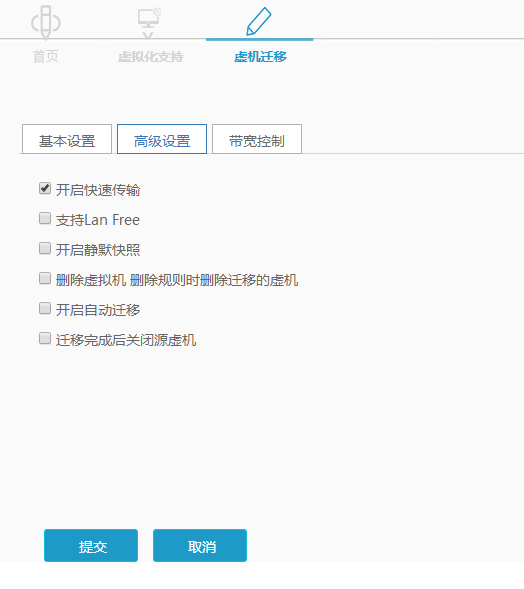 首页 虚拟化支持 虚机迁移
基本设置 高级设置 带宽控制
开启快速传输
支持Lan Free
开启静默快照
删除虚拟机 删除规则时删除迁移的虚机
开启自动迁移
迁移完成后关闭源虚机
提交 取消